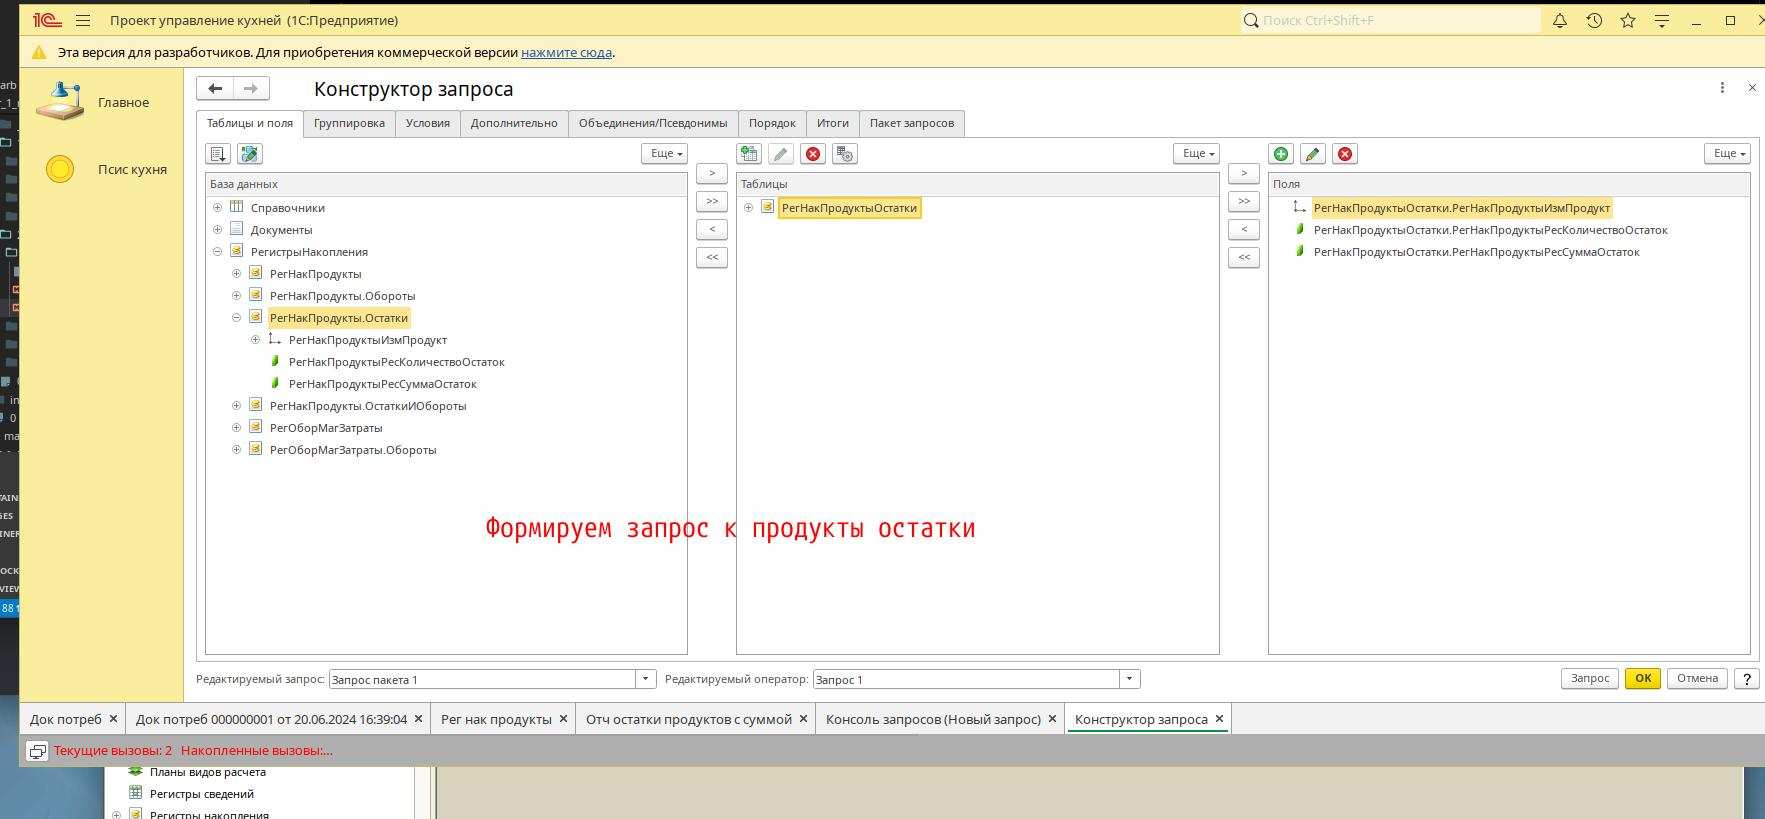 1С Проект управление кухней (1С:Предприятие)
Поиск Ctrl+Shift+F
Эта версия для разработчиков. Для приобретения коммерческой версии нажмите сюда.
Главное
Псис кухня
Конструктор запроса
Таблицы и поля
Группировка
Условия
Дополнительно
Объединения/Псевдонимы
Порядок
Итоги
Пакет запросов
Еще
Еще
Еще
База данных
Справочники
Документы
РегистрыНакопления
РегНакПродукты
РегНакПродукты.Обороты
РегНакПродукты.Остатки
РегНакПродуктыИзмПродукт
РегНакПродуктыРесКоличествоОстаток
РегНакПродуктыРесСуммаОстаток
РегНакПродукты.ОстаткиИОбороты
РегОборМагЗатраты
РегОборМагЗатраты.Обороты
>
>>
<
<<
Таблицы
РегНакПродуктыОстатки
>
>>
<
<<
Поля
РегНакПродуктыОстатки.РегНакПродуктыИзмПродукт
РегНакПродуктыОстатки.РегНакПродуктыРесКоличествоОстаток
РегНакПродуктыОстатки.РегНакПродуктыРесСуммаОстаток
Формируем запрос к продукты остатки
Редактируемый запрос: Запрос пакета 1
Редактируемый оператор: Запрос 1
Запрос
ОК
Отмена
?
Док потреб
Док потреб 000000001 от 20.06.2024 16:39:04
Рег нак продукты
Отч остатки продуктов с суммой
Консоль запросов (Новый запрос)
Конструктор запроса
Текущие вызовы: 2 Накопленные вызовы:...
Планы видов расчета
Регистры сведений
Регистры накопления